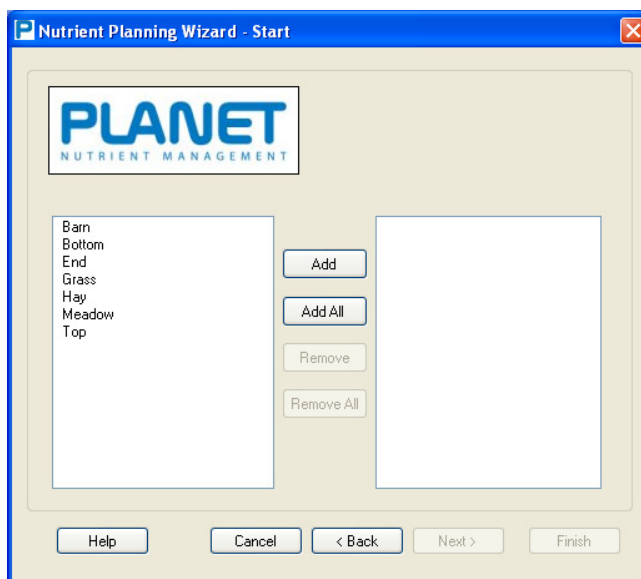 Nutrient Planning Wizard - Start
PLANET
NUTRIENT MANAGEMENT
Barn
Bottom
End
Grass
Hay
Meadow
Top
Add
Add All
Remove
Remove All
Help
Cancel
< Back
Next >
Finish